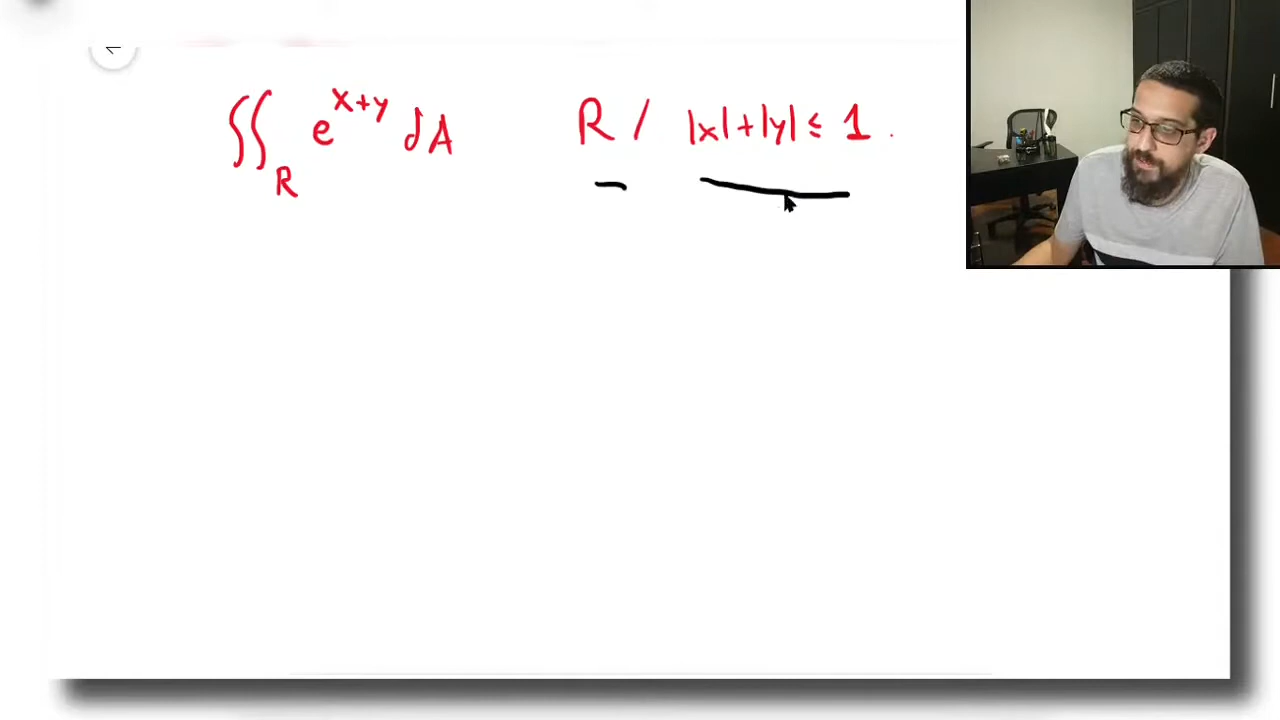 ∬_R e^{x+y} dA R / |x|+|y| ≤ 1.